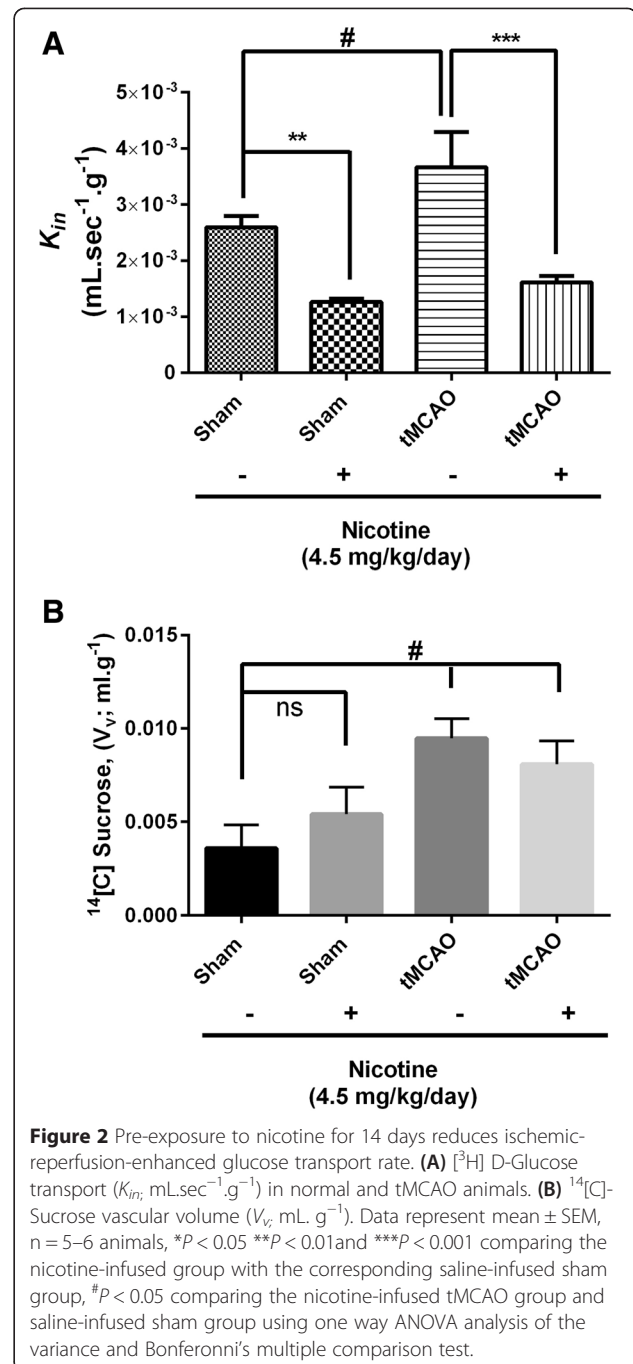 A
# ***
5×10⁻³
4×10⁻³
3×10⁻³
2×10⁻³
1×10⁻³
0
**
K_in
(mL.sec⁻¹.g⁻¹)
Sham Sham tMCAO tMCAO
- + - +
Nicotine
(4.5 mg/kg/day)
B
0.015
0.010
0.005
0.000
#
ns
¹⁴[C] Sucrose, (Vᵥ; ml.g⁻¹)
Sham Sham tMCAO tMCAO
- + - +
Nicotine
(4.5 mg/kg/day)
Figure 2 Pre-exposure to nicotine for 14 days reduces ischemic-
reperfusion-enhanced glucose transport rate. (A) [³H] D-Glucose
transport (K_in; mL.sec⁻¹.g⁻¹) in normal and tMCAO animals. (B) ¹⁴[C]-
Sucrose vascular volume (Vᵥ; mL. g⁻¹). Data represent mean ± SEM,
n = 5–6 animals, *P < 0.05 **P < 0.01and ***P < 0.001 comparing the
nicotine-infused group with the corresponding saline-infused sham
group, #P < 0.05 comparing the nicotine-infused tMCAO group and
saline-infused sham group using one way ANOVA analysis of the
variance and Bonferonni’s multiple comparison test.